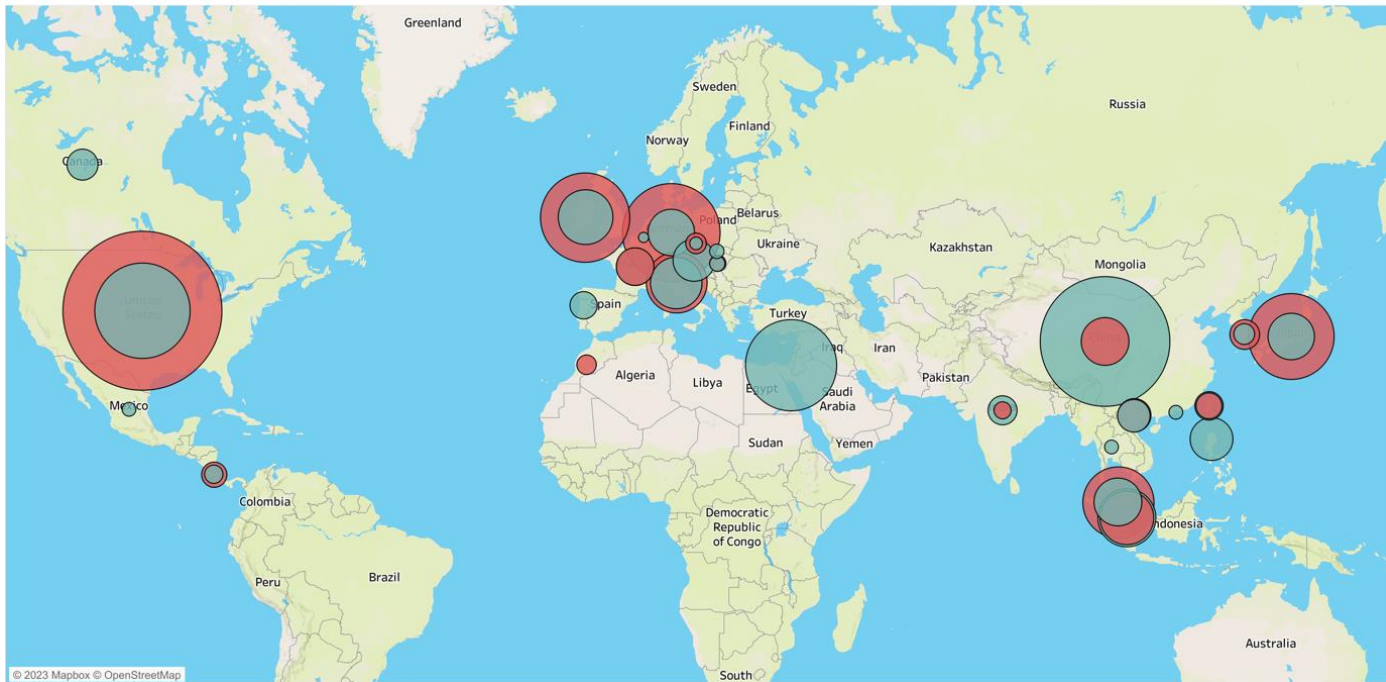 Greenland
Sweden
Russia
Finland
Norway
Canada
Poland
Belarus
Ukraine
Kazakhstan
Mongolia
United
States
Spain
Turkey
China
Iraq
Iran
Algeria
Libya
Egypt
Pakistan
Saudi
Arabia
Mexico
Sudan
Yemen
Colombia
Democratic
Republic
of Congo
ndonesia
Peru
Brazil
Australia
South
© 2023 Mapbox © OpenStreetMap